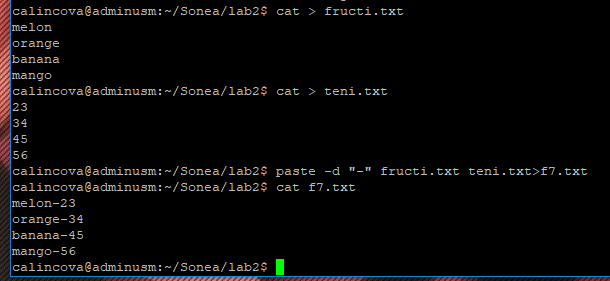 calincova@adminusm:~/Sonea/lab2$ cat > fructi.txt
melon
orange
banana
mango
calincova@adminusm:~/Sonea/lab2$ cat > teni.txt
23
34
45
56
calincova@adminusm:~/Sonea/lab2$ paste -d "-" fructi.txt teni.txt>f7.txt
calincova@adminusm:~/Sonea/lab2$ cat f7.txt
melon-23
orange-34
banana-45
mango-56
calincova@adminusm:~/Sonea/lab2$